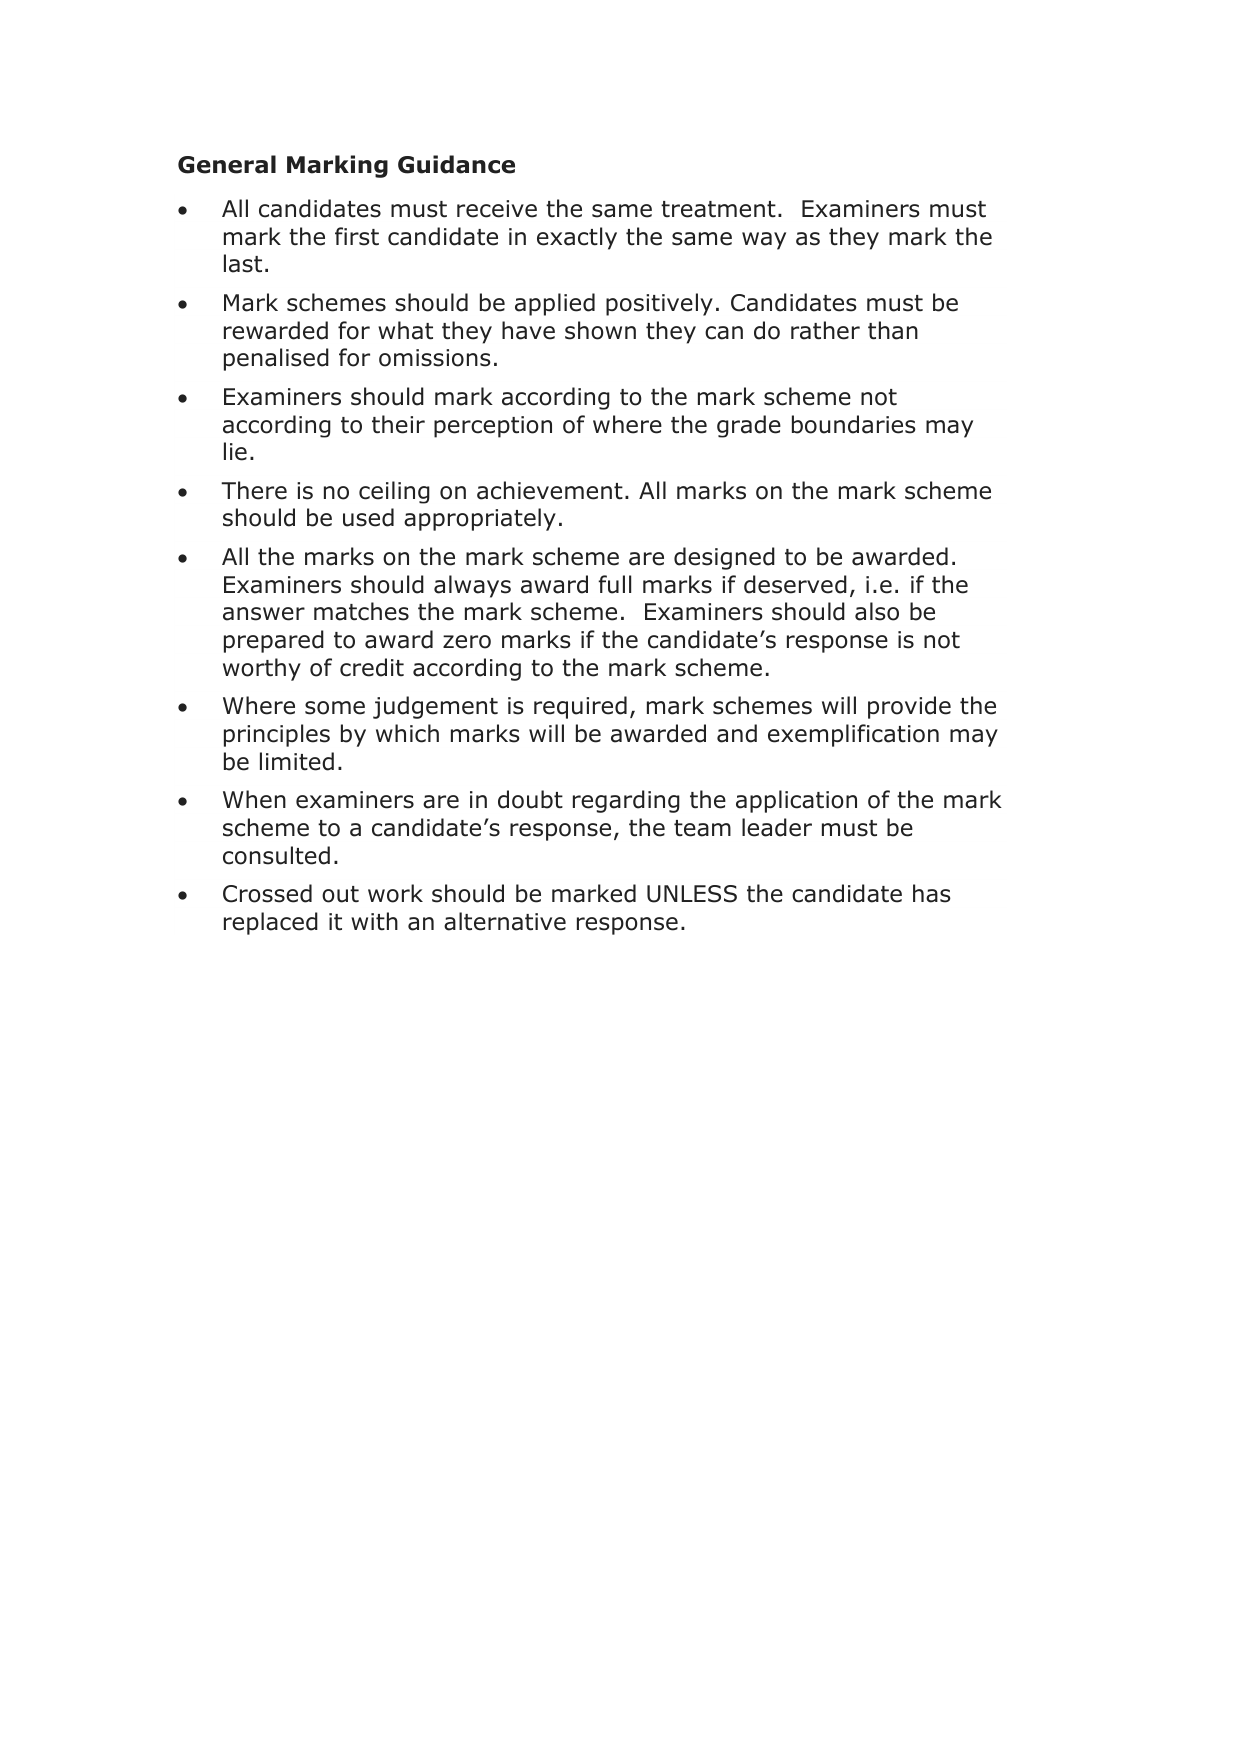 General Marking Guidance
• All candidates must receive the same treatment.  Examiners must
mark the first candidate in exactly the same way as they mark the
last.
• Mark schemes should be applied positively. Candidates must be
rewarded for what they have shown they can do rather than
penalised for omissions.
• Examiners should mark according to the mark scheme not
according to their perception of where the grade boundaries may
lie.
• There is no ceiling on achievement. All marks on the mark scheme
should be used appropriately.
• All the marks on the mark scheme are designed to be awarded.
Examiners should always award full marks if deserved, i.e. if the
answer matches the mark scheme.  Examiners should also be
prepared to award zero marks if the candidate’s response is not
worthy of credit according to the mark scheme.
• Where some judgement is required, mark schemes will provide the
principles by which marks will be awarded and exemplification may
be limited.
• When examiners are in doubt regarding the application of the mark
scheme to a candidate’s response, the team leader must be
consulted.
• Crossed out work should be marked UNLESS the candidate has
replaced it with an alternative response.